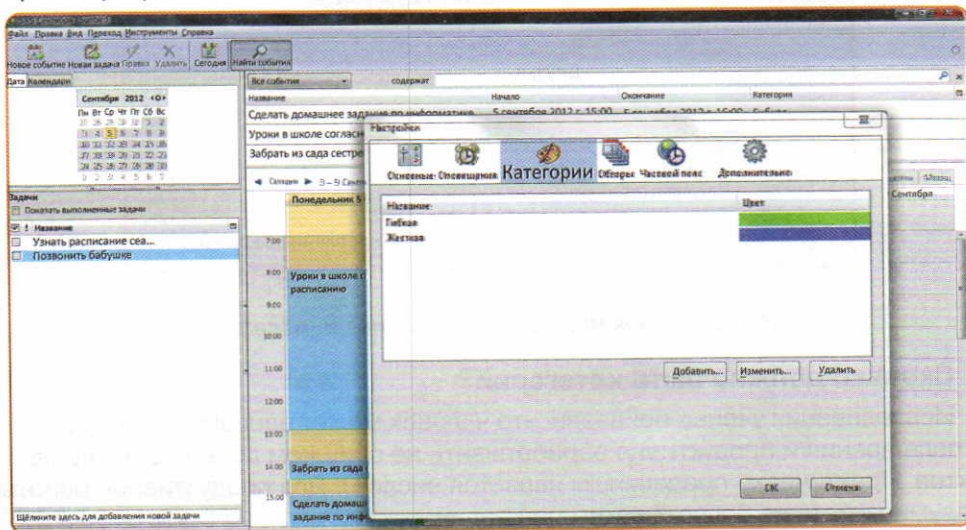 Файл Правка Вид Переход Инструменты Справка
Новое событие Новая задача Правка Удалить Сегодня Найти события
Дата Календари
Сентябрь 2012
Пн Вт Ср Чт Пт Сб Вс
Все события содержат
Название Начало Окончание Категория
Сделать домашнее задание по информатике 5 сентября 2012 г. 15:00
Уроки в школе соглас
Забрать из сада сестре
Сегодня 3–9
Понедельник
Сентября
Задачи
Показать выполненные задачи
! Название
Узнать расписание сеа...
Позвонить бабушке
7:00
8:00
Уроки в школе
расписанию
9:00
10:00
11:00
12:00
13:00
14:00
Забрать из сада
15:00
Сделать домаш
задание по инф
Щёлкните здесь для добавления новой задачи
Настройки
Основные Оповещения Категории Обзоры Часовой пояс Дополнительно
Название Цвет
Гибкая
Жесткая
Добавить... Изменить... Удалить
ОК Отмена